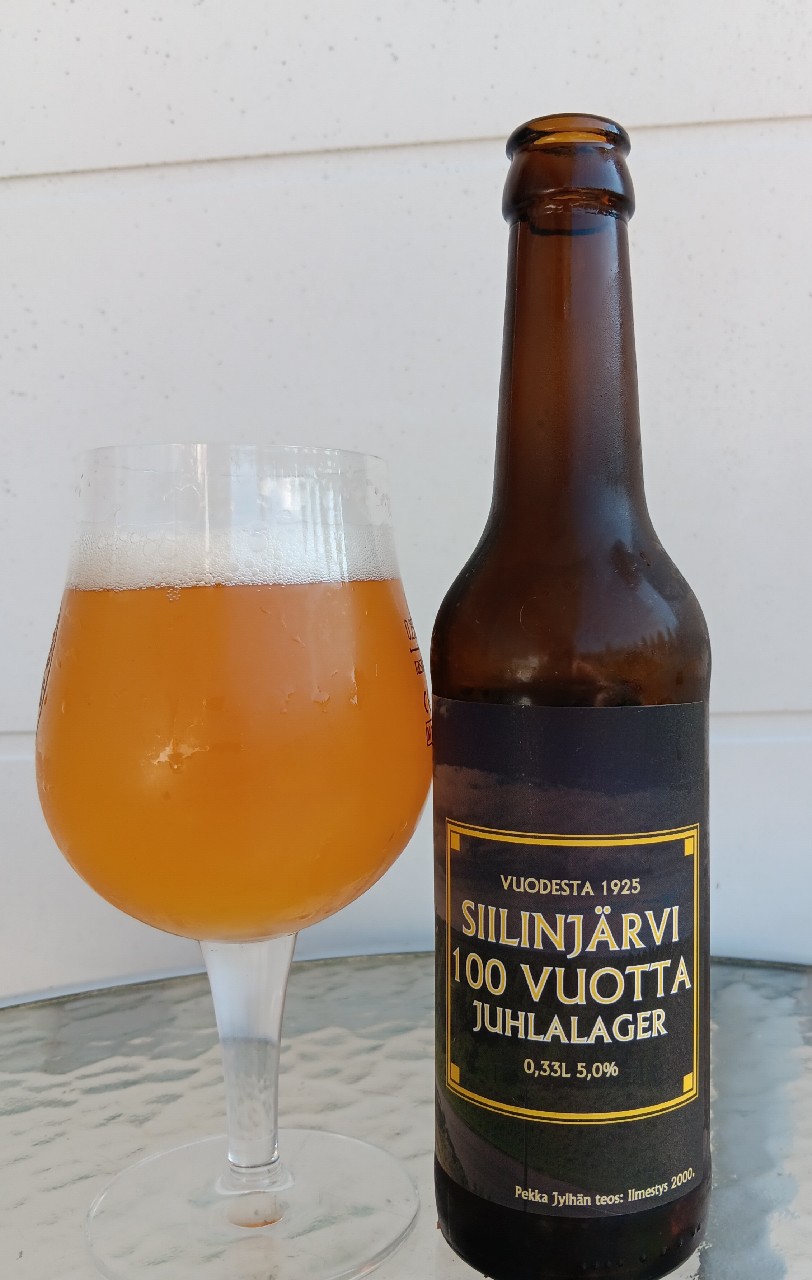 VUODESTA 1925
SIILINJÄRVI
100 VUOTTA
JUHLALAGER
0,33L 5,0%
Pekka Jylhän teos: Ilmestys 2000.